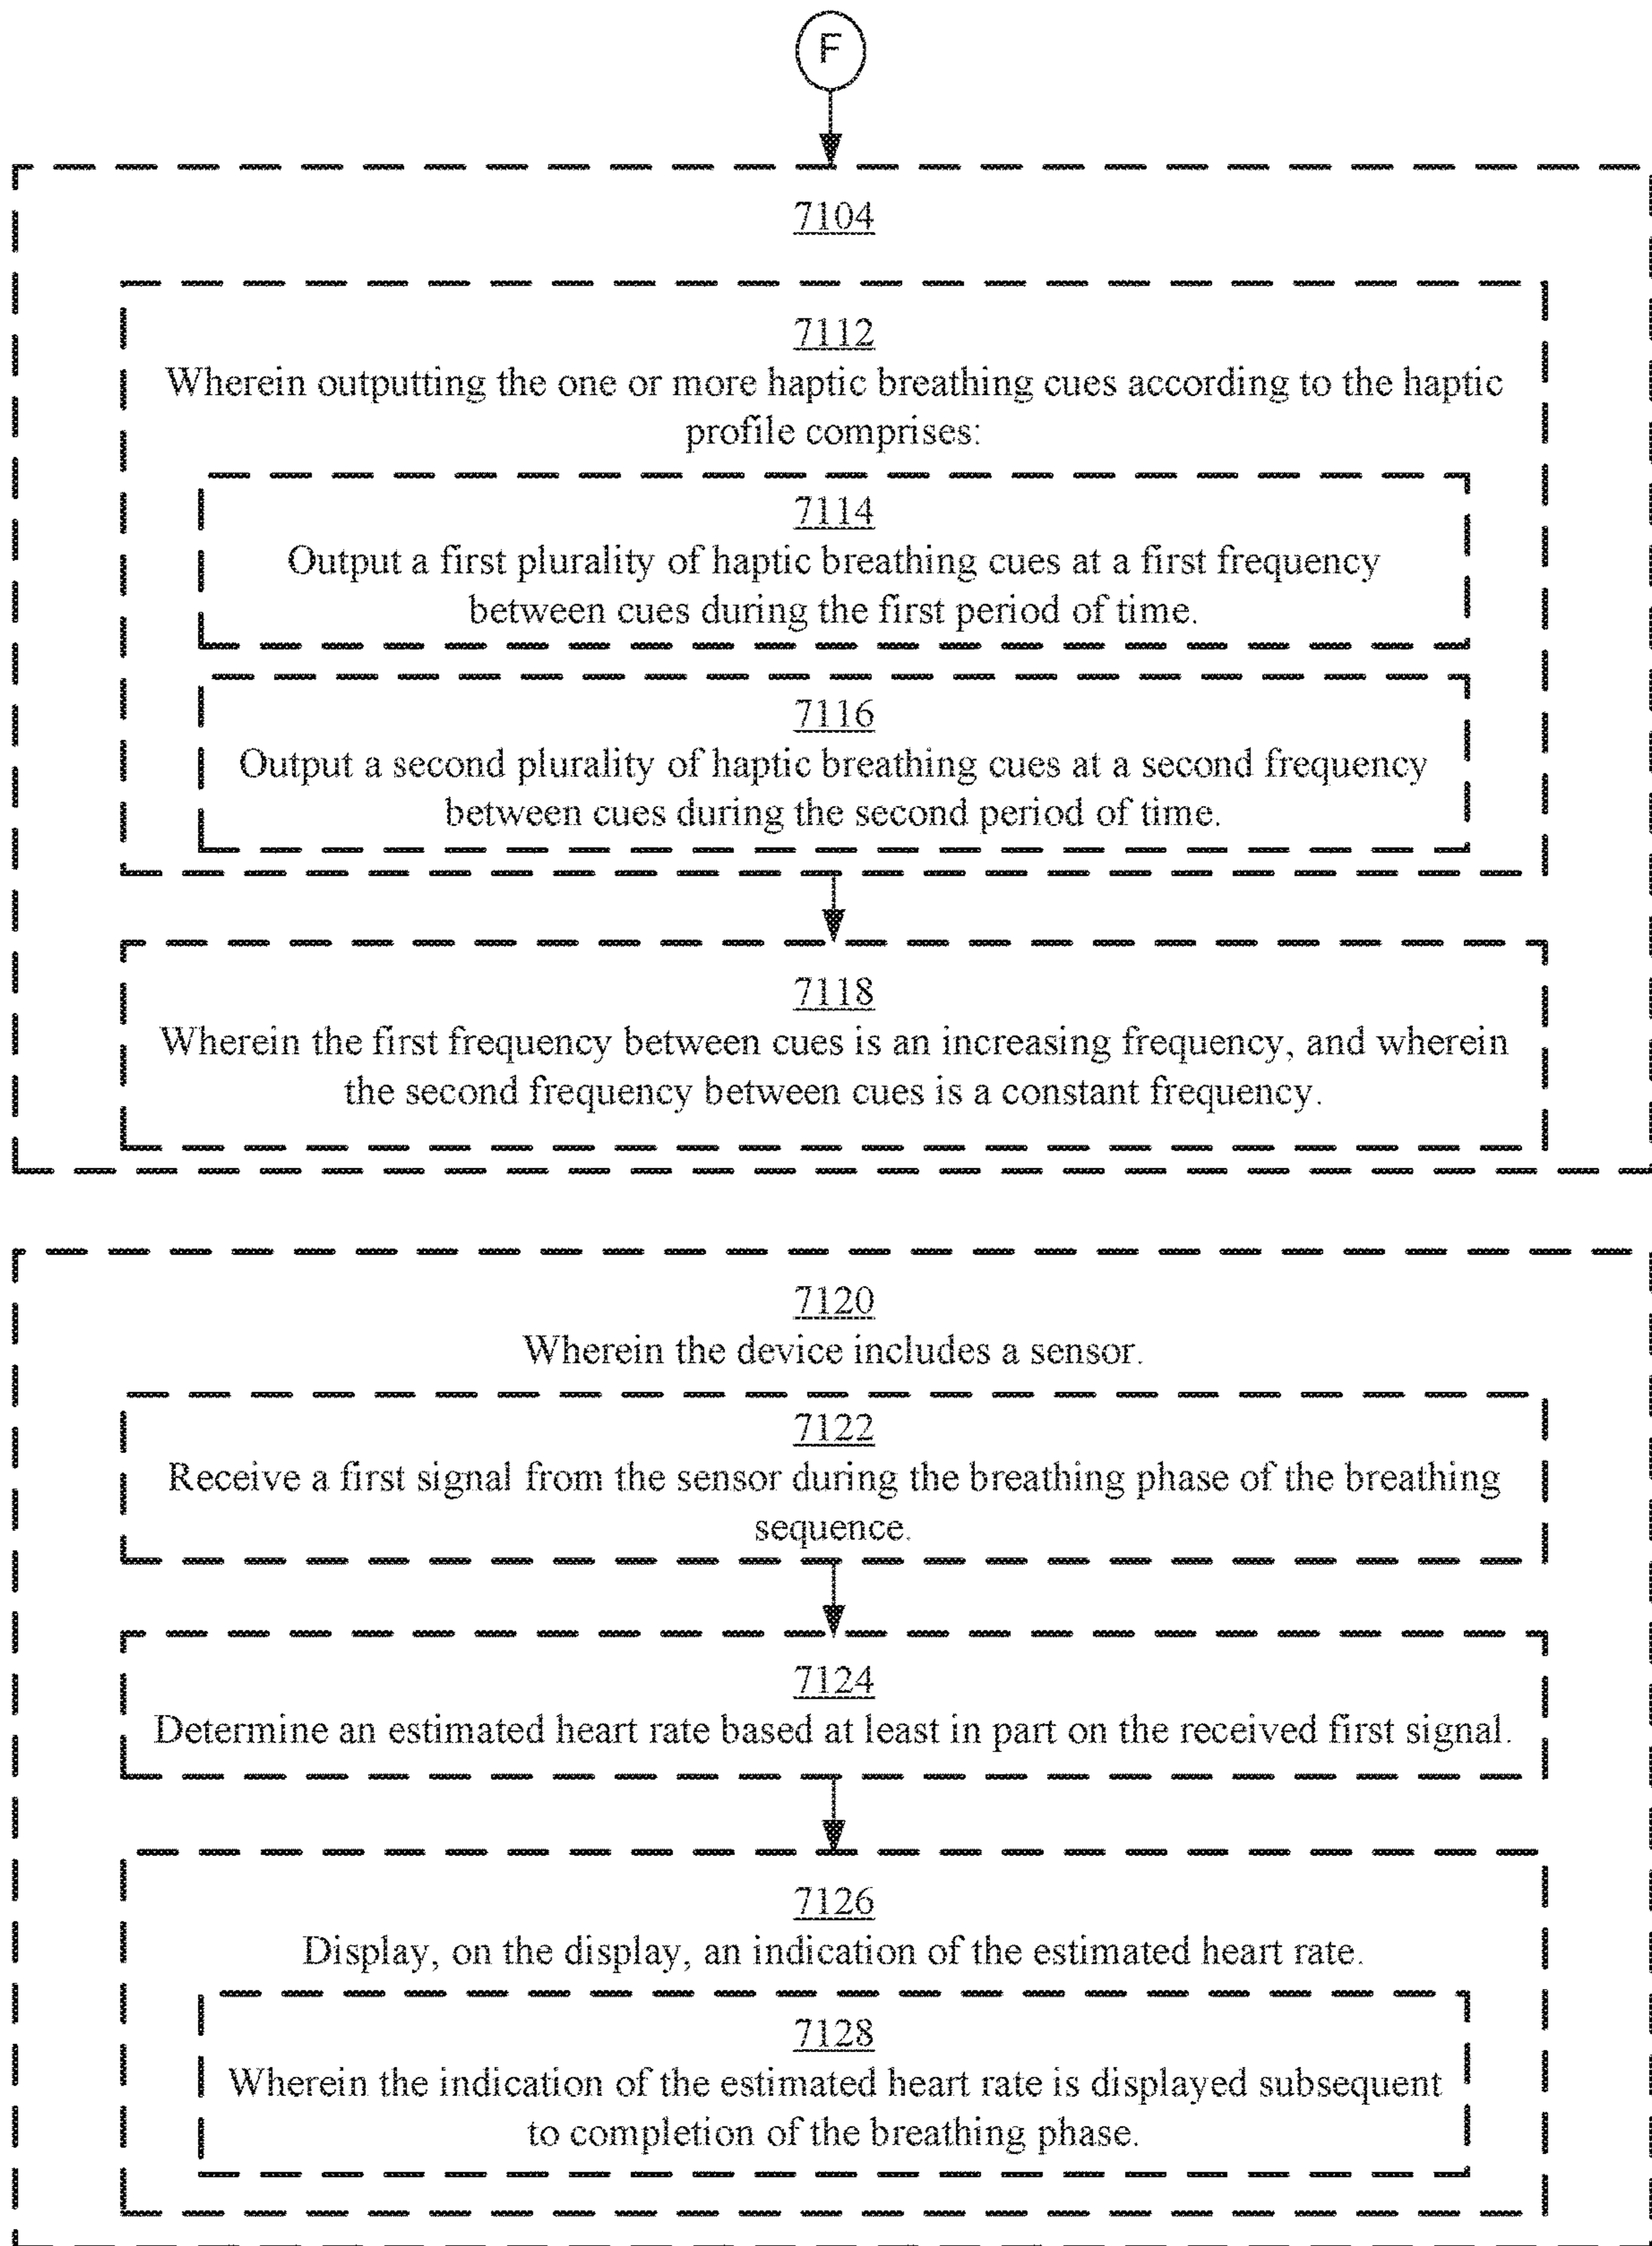 F
7104
7112
Wherein outputting the one or more haptic breathing cues according to the haptic
profile comprises:
7114
Output a first plurality of haptic breathing cues at a first frequency
between cues during the first period of time.
7116
Output a second plurality of haptic breathing cues at a second frequency
between cues during the second period of time.
7118
Wherein the first frequency between cues is an increasing frequency, and wherein
the second frequency between cues is a constant frequency.
7120
Wherein the device includes a sensor.
7122
Receive a first signal from the sensor during the breathing phase of the breathing
sequence.
7124
Determine an estimated heart rate based at least in part on the received first signal.
7126
Display, on the display, an indication of the estimated heart rate.
7128
Wherein the indication of the estimated heart rate is displayed subsequent
to completion of the breathing phase.